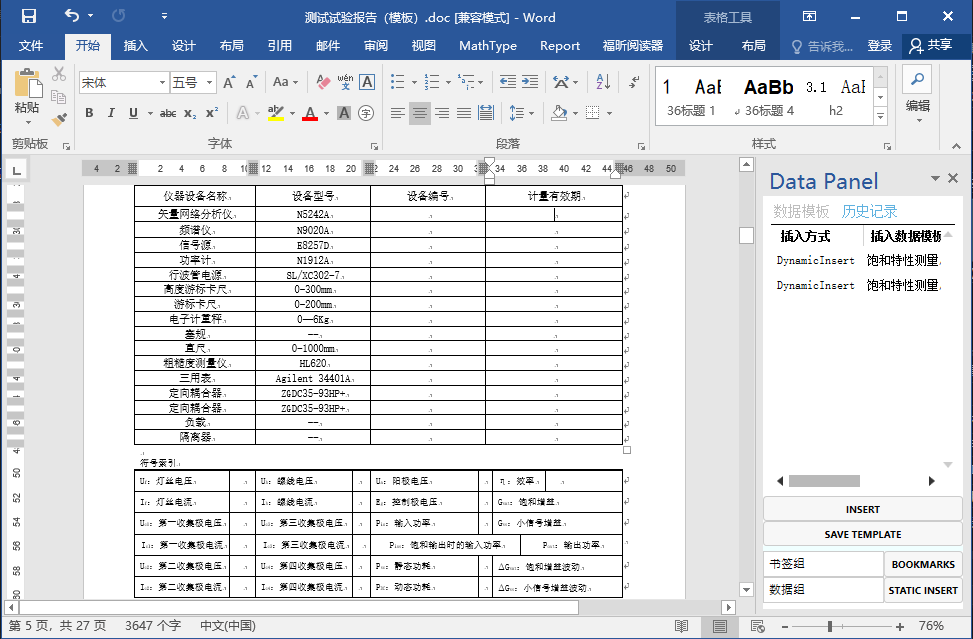 测试试验报告（模板）.doc [兼容模式] - Word
表格工具
文件 开始 插入 设计 布局 引用 邮件 审阅 视图 MathType Report 福昕阅读器 设计 布局 告诉我... 登录 共享
粘贴
宋体 五号
剪贴板 字体 段落 样式
1 AaB AaBb 3.1 AaB
36标题 1 36标题 4 h2
编辑
仪器设备名称 设备型号 设备编号 计量有效期
矢量网络分析仪 N5242A
频谱仪 N9020A
信号源 E8257D
功率计 N1912A
行波管电源 SL/XC302-7
高度游标卡尺 0-300mm
游标卡尺 0-200mm
电子计重秤 0--6Kg
塞规 --
直尺 0-1000mm
粗糙度测量仪 HL620
三用表 Agilent 34401A
定向耦合器 ZGDC35-93HP+
定向耦合器 ZGDC35-93HP+
负载 --
隔离器 --
符号索引
灯丝电压 螺线电压 阳极电压 η：效率
灯丝电流 螺线电流 控制极电压 饱和增益
第一收集极电压 第三收集极电压 输入功率 小信号增益
第一收集极电流 第三收集极电流 饱和输出时的输入功率 输出功率
第二收集极电压 第四收集极电压 静态功耗 饱和增益波动
第二收集极电流 第四收集极电流 动态功耗 小信号增益波动
Data Panel
数据模板 历史记录
插入方式 插入数据模板
DynamicInsert 饱和特性测量
DynamicInsert 饱和特性测量
INSERT
SAVE TEMPLATE
书签组 BOOKMARKS
数据组 STATIC INSERT
第 5 页，共 27 页 3647 个字 中文(中国) 76%